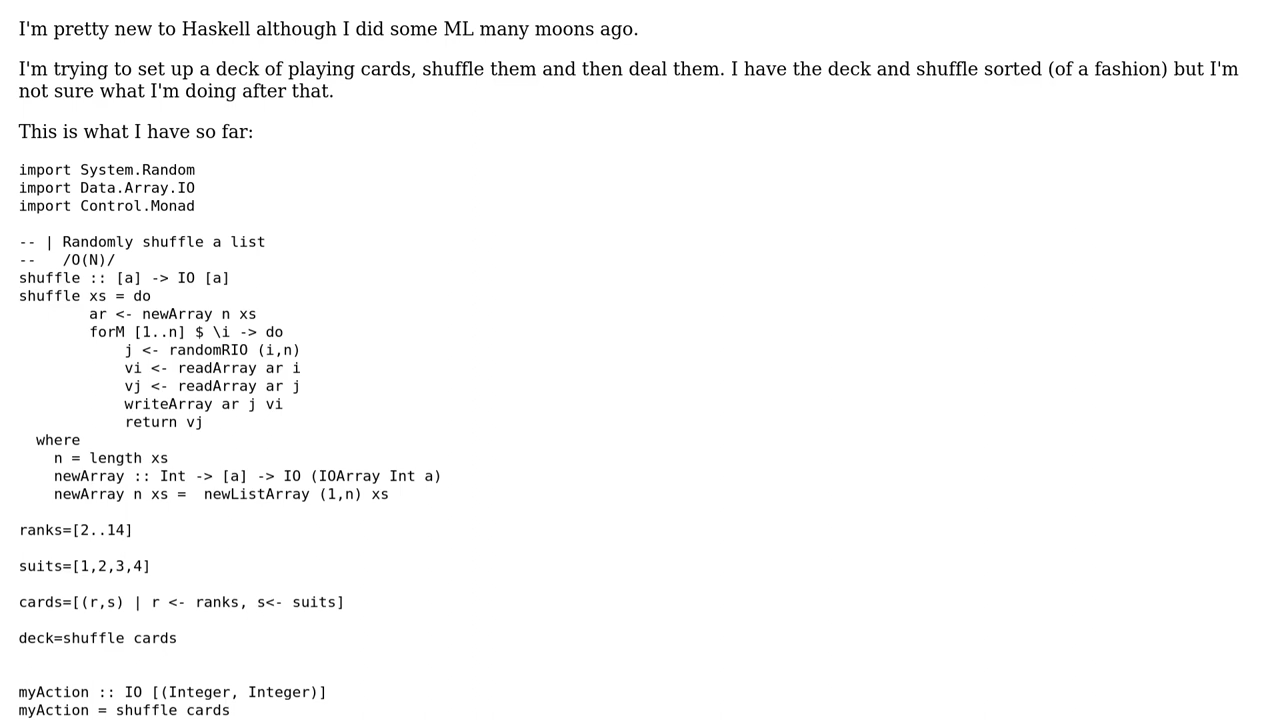 I'm pretty new to Haskell although I did some ML many moons ago.
I'm trying to set up a deck of playing cards, shuffle them and then deal them. I have the deck and shuffle sorted (of a fashion) but I'm
not sure what I'm doing after that.
This is what I have so far:
import System.Random
import Data.Array.IO
import Control.Monad
-- | Randomly shuffle a list
--   /O(N)/
shuffle :: [a] -> IO [a]
shuffle xs = do
        ar <- newArray n xs
        forM [1..n] $ \i -> do
            j <- randomRIO (i,n)
            vi <- readArray ar i
            vj <- readArray ar j
            writeArray ar j vi
            return vj
  where
    n = length xs
    newArray :: Int -> [a] -> IO (IOArray Int a)
    newArray n xs =  newListArray (1,n) xs
ranks=[2..14]
suits=[1,2,3,4]
cards=[(r,s) | r <- ranks, s<- suits]
deck=shuffle cards
myAction :: IO [(Integer, Integer)]
myAction = shuffle cards